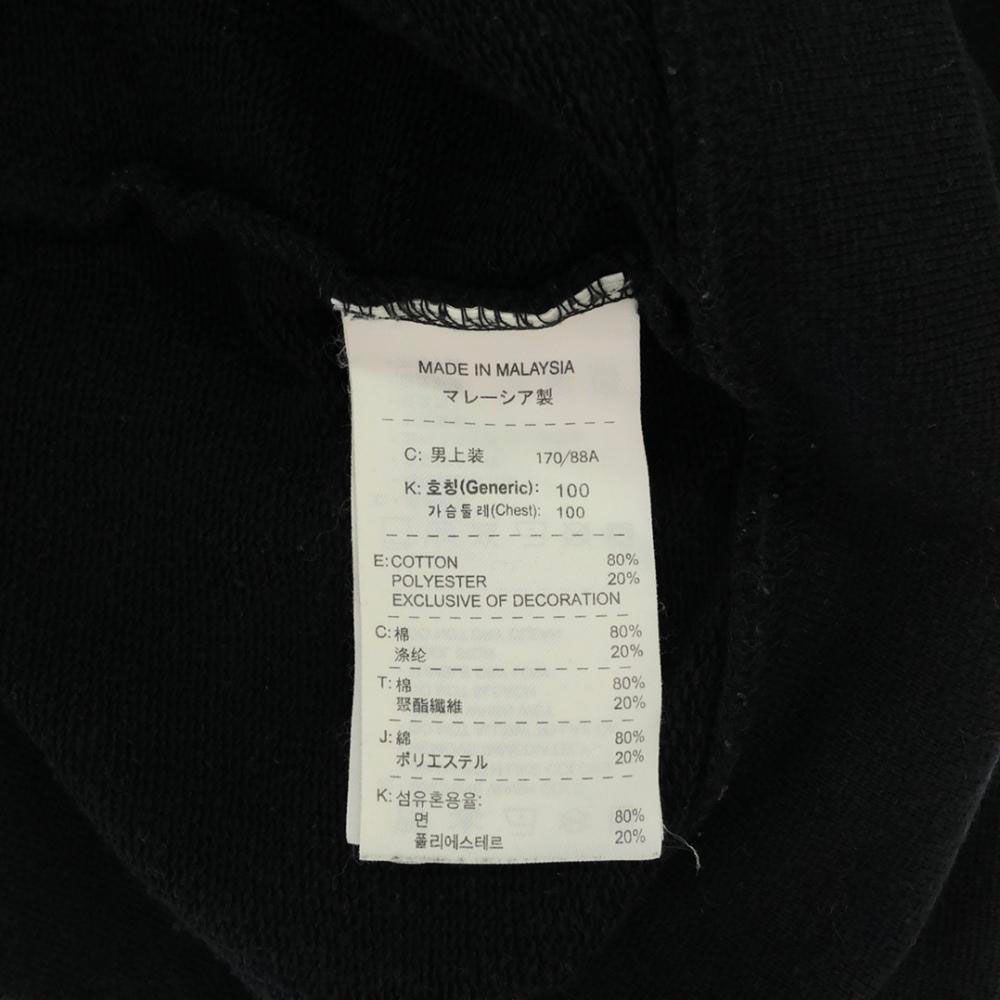 MADE IN MALAYSIA
マレーシア製
C: 男上装 170/88A
K: 호칭(Generic): 100
가슴둘레(Chest): 100
E: COTTON 80%
POLYESTER 20%
EXCLUSIVE OF DECORATION
C: 棉 80%
涤纶 20%
T: 棉 80%
聚酯纖維 20%
J: 綿 80%
ポリエステル 20%
K: 섬유혼용율:
면 80%
폴리에스테르 20%